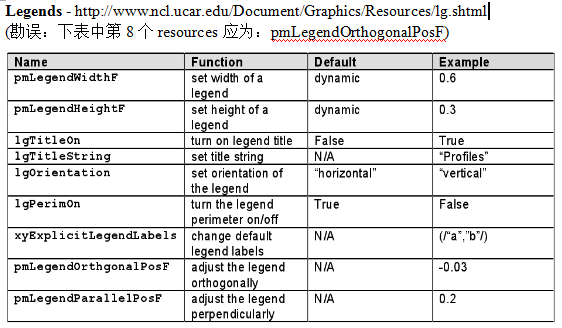 Legends - http://www.ncl.ucar.edu/Document/Graphics/Resources/lg.shtml
(勘误：下表中第 8 个 resources 应为：pmLegendOrthogonalPosF)
Name Function Default Example
pmLegendWidthF set width of a legend dynamic 0.6
pmLegendHeightF set height of a legend dynamic 0.3
lgTitleOn turn on legend title False True
lgTitleString set title string N/A “Profiles”
lgOrientation set orientation of the legend “horizontal” “vertical”
lgPerimOn turn the legend perimeter on/off True False
xyExplicitLegendLabels change default legend labels N/A (/“a”,”b”/)
pmLegendOrthgonalPosF adjust the legend orthogonally N/A -0.03
pmLegendParallelPosF adjust the legend perpendicularly N/A 0.2